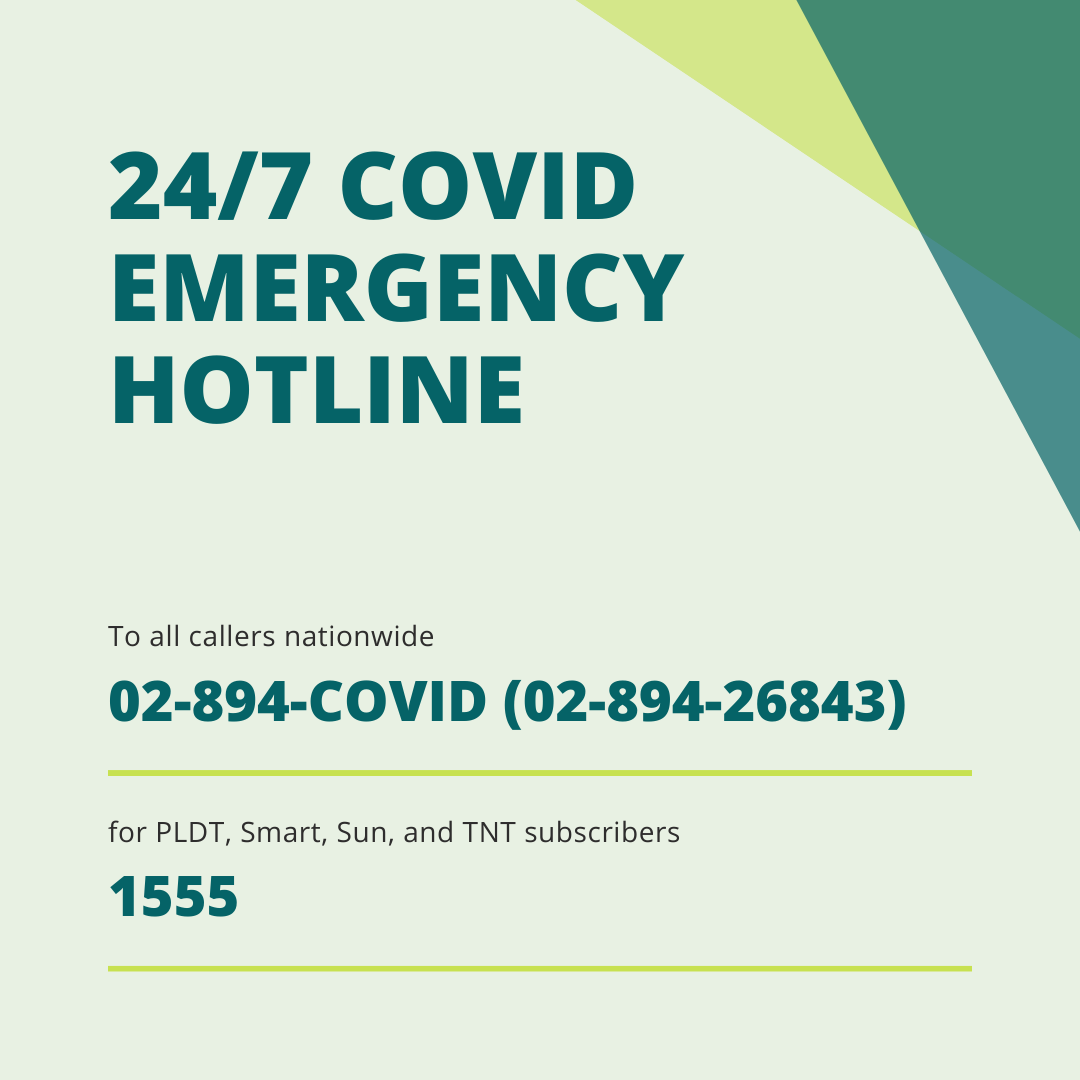 24/7 COVID
EMERGENCY
HOTLINE
To all callers nationwide
02-894-COVID (02-894-26843)
for PLDT, Smart, Sun, and TNT subscribers
1555